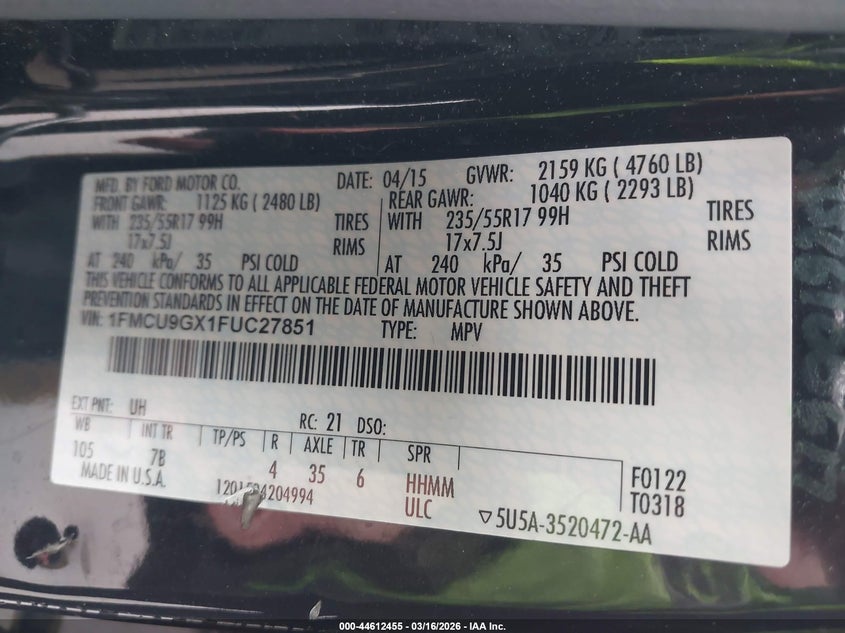 MFD. BY FORD MOTOR CO. DATE: 04/15 GVWR: 2159 KG ( 4760 LB)
FRONT GAWR: 1125 KG ( 2480 LB) REAR GAWR: 1040 KG ( 2293 LB)
WITH 235/55R17 99H TIRES WITH 235/55R17 99H TIRES
17x7.5J RIMS 17x7.5J RIMS
AT 240 kPa/ 35 PSI COLD AT 240 kPa/ 35 PSI COLD
THIS VEHICLE CONFORMS TO ALL APPLICABLE FEDERAL MOTOR VEHICLE SAFETY AND THEFT
PREVENTION STANDARDS IN EFFECT ON THE DATE OF MANUFACTURE SHOWN ABOVE.
VIN: 1FMCU9GX1FUC27851 TYPE: MPV
EXT PNT: UH RC: 21 DSO:
WB INT TR TP/PS R AXLE TR SPR
105 7B 4 35 6 HHMM F0122
MADE IN U.S.A. ULC T0318
▽5U5A-3520472-AA
000-44612455 - 03/16/2026 - IAA Inc.